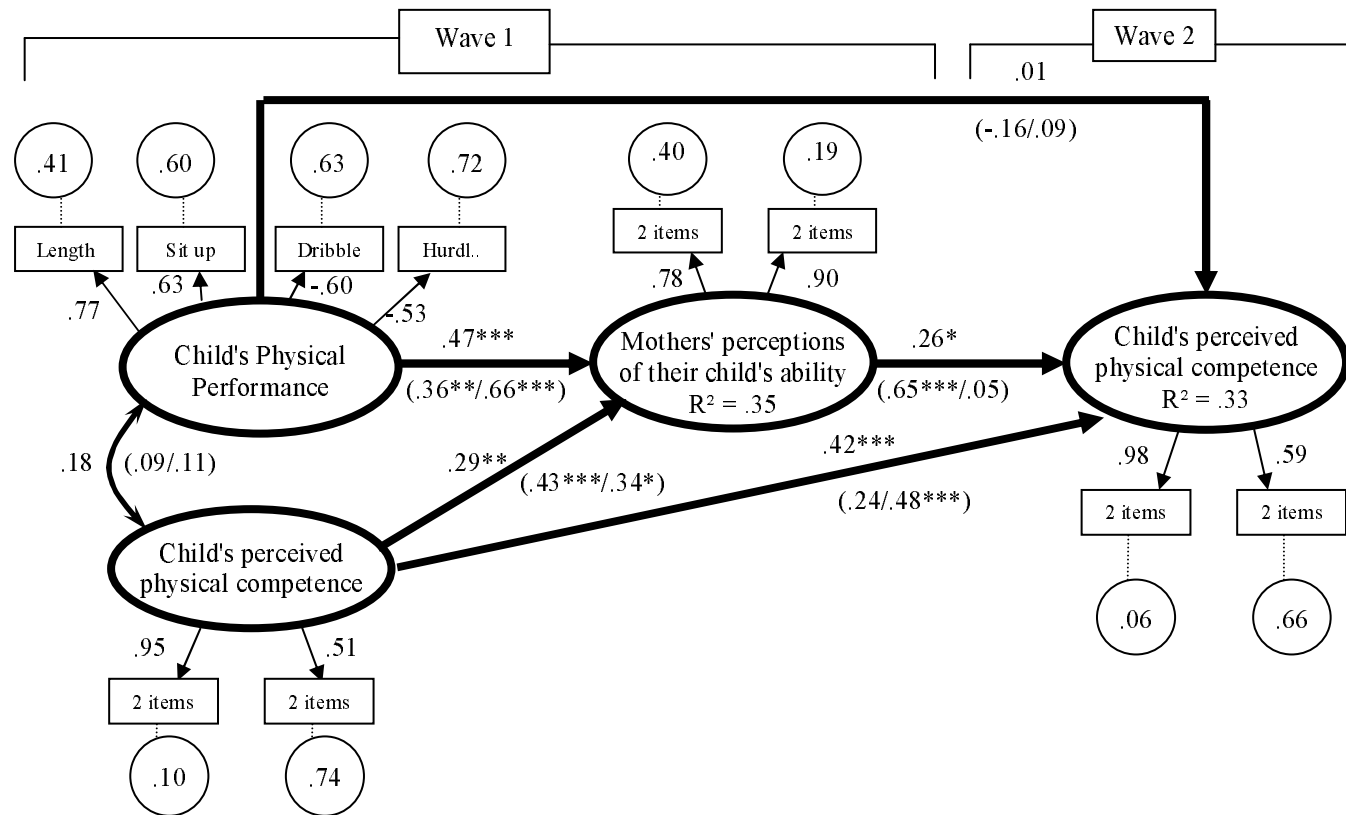 Wave 1
Wave 2
.01
(-.16/.09)
.41
.60
.63
.72
.40
.19
Length
Sit up
Dribble
Hurdl..
2 items
2 items
.77
.63
-.60
-.53
.78
.90
Child's Physical
Performance
.47***
(.36**/.66***)
Mothers' perceptions
of their child's ability
R² = .35
.26*
(.65***/.05)
Child's perceived
physical competence
R² = .33
.18
(.09/.11)
.29**
(.43***/.34*)
.42***
(.24/.48***)
.98
.59
2 items
2 items
.06
.66
Child's perceived
physical competence
.95
.51
2 items
2 items
.10
.74